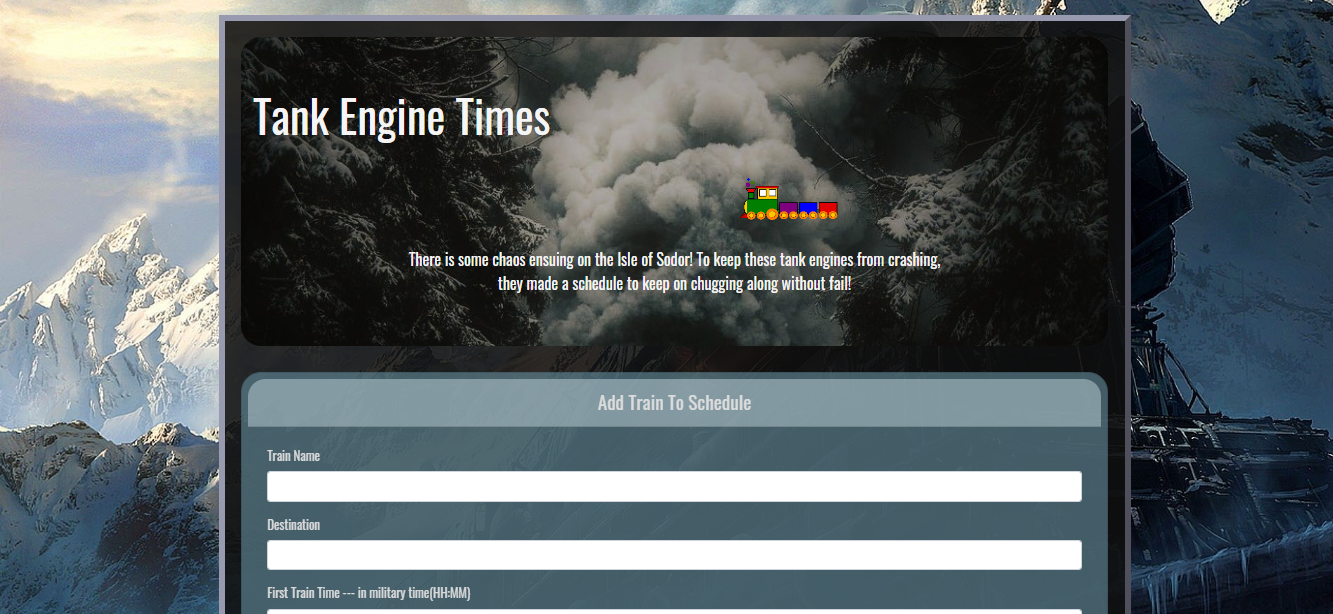 Tank Engine Times
There is some chaos ensuing on the Isle of Sodor! To keep these tank engines from crashing,
they made a schedule to keep on chugging along without fail!
Add Train To Schedule
Train Name
Destination
First Train Time --- in military time(HH:MM)